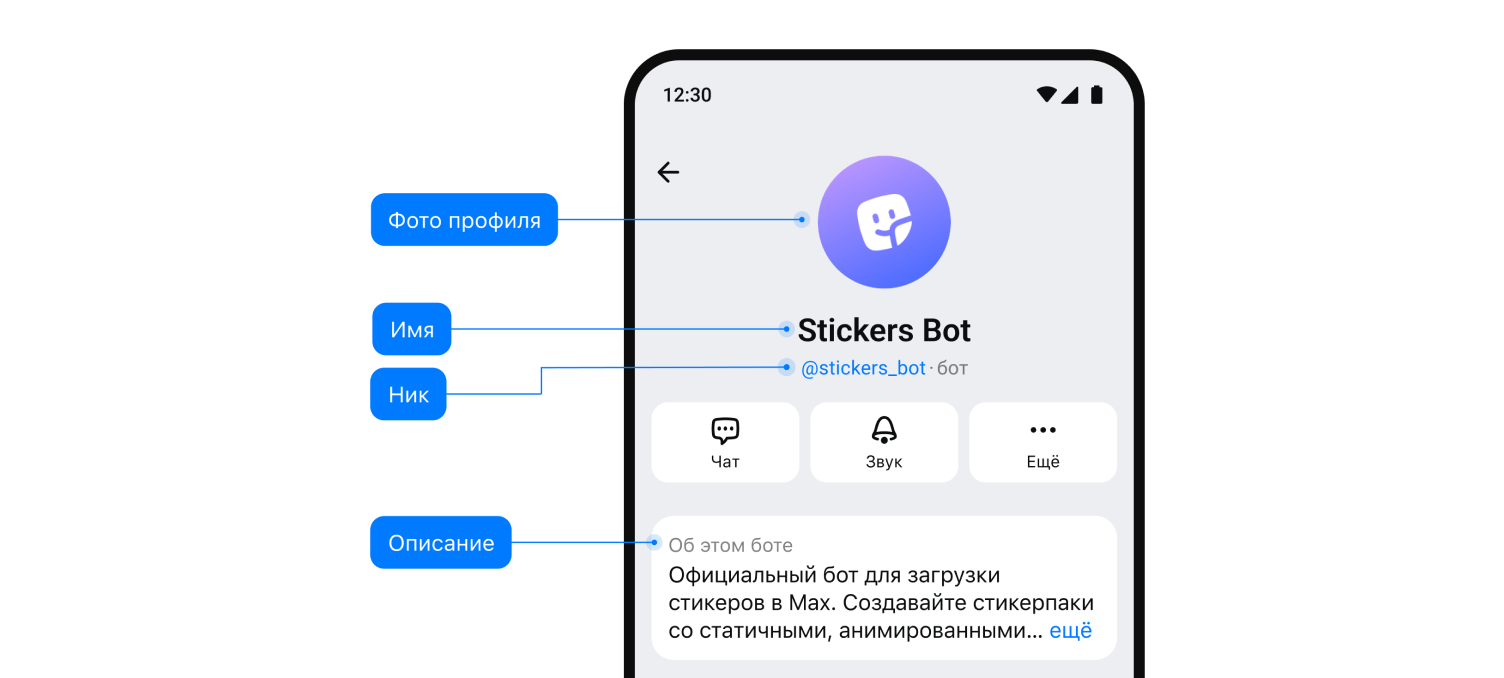 12:30
Фото профиля
Имя
Stickers Bot
Ник
@stickers_bot · бот
Чат
Звук
Ещё
Описание
Об этом боте
Официальный бот для загрузки
стикеров в Max. Создавайте стикерпаки
со статичными, анимированными... ещё